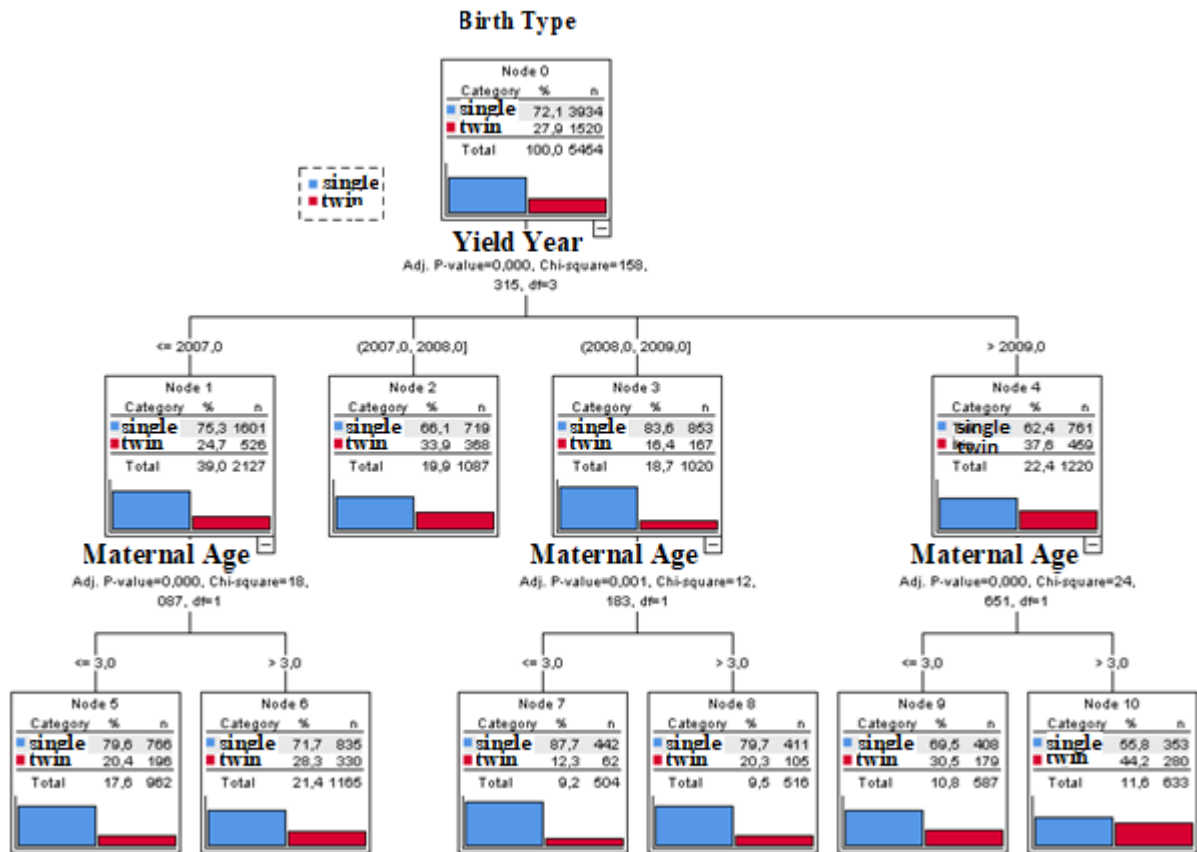 Birth Type
Node 0
Category % n
single 72,1 3934
twin 27,9 1520
Total 100,0 5454
single
twin
Yield Year
Adj. P-value=0,000, Chi-square=158,
315, df=3
<= 2007,0
(2007,0, 2008,0]
(2008,0, 2009,0]
> 2009,0
Node 1
Category % n
single 75,3 1601
twin 24,7 526
Total 39,0 2127
Node 2
Category % n
single 66,1 719
twin 33,9 368
Total 19,9 1087
Node 3
Category % n
single 83,6 853
twin 16,4 167
Total 18,7 1020
Node 4
Category % n
single 62,4 761
twin 37,6 459
Total 22,4 1220
Maternal Age
Adj. P-value=0,000, Chi-square=18,
087, df=1
Maternal Age
Adj. P-value=0,001, Chi-square=12,
183, df=1
Maternal Age
Adj. P-value=0,000, Chi-square=24,
651, df=1
<= 3,0
> 3,0
<= 3,0
> 3,0
<= 3,0
> 3,0
Node 5
Category % n
single 79,6 766
twin 20,4 196
Total 17,6 962
Node 6
Category % n
single 71,7 835
twin 28,3 330
Total 21,4 1165
Node 7
Category % n
single 87,7 442
twin 12,3 62
Total 9,2 504
Node 8
Category % n
single 79,7 411
twin 20,3 105
Total 9,5 516
Node 9
Category % n
single 69,5 408
twin 30,5 179
Total 10,8 587
Node 10
Category % n
single 55,8 353
twin 44,2 280
Total 11,6 633